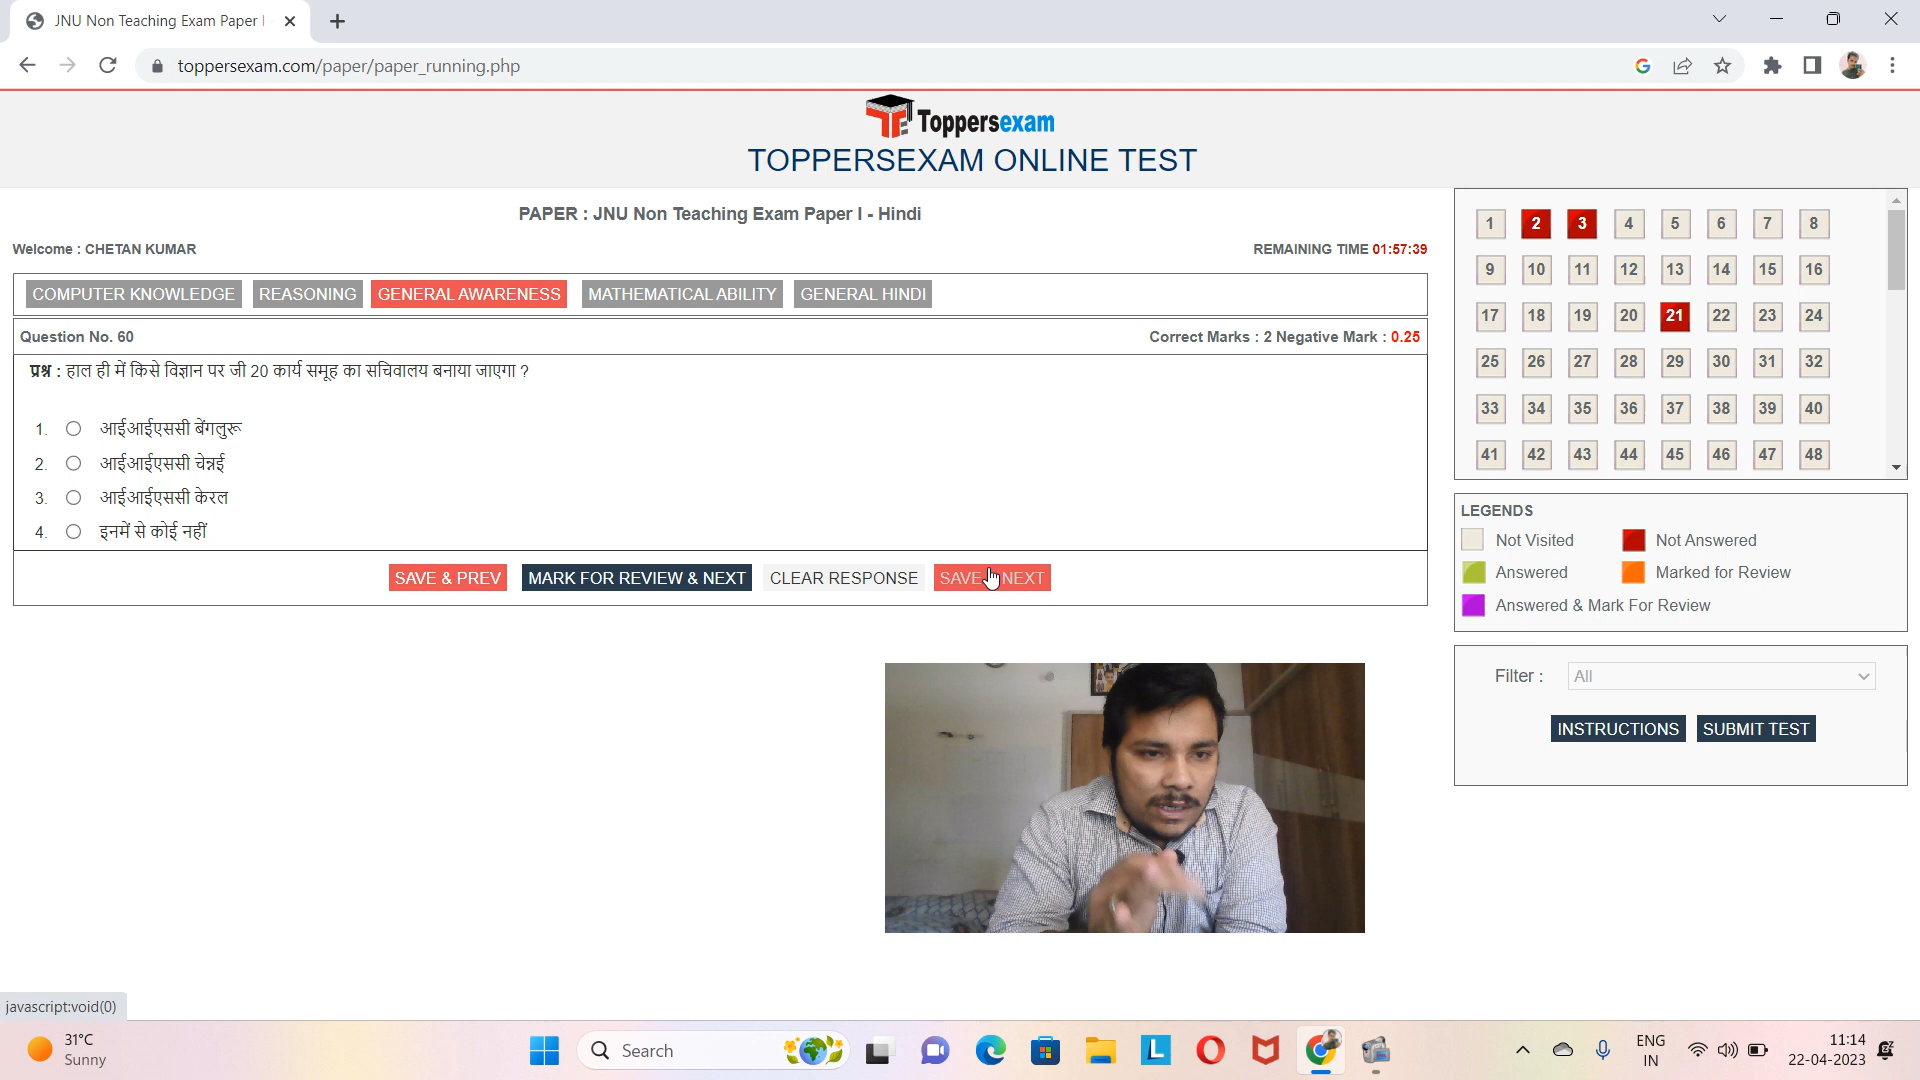 JNU Non Teaching Exam Paper I
toppersexam.com/paper/paper_running.php
Toppersexam
TOPPERSEXAM ONLINE TEST
PAPER : JNU Non Teaching Exam Paper I - Hindi
Welcome : CHETAN KUMAR
REMAINING TIME 01:57:39
COMPUTER KNOWLEDGE REASONING GENERAL AWARENESS MATHEMATICAL ABILITY GENERAL HINDI
Question No. 60
Correct Marks : 2 Negative Mark : 0.25
प्रश्न : हाल ही में किसे विज्ञान पर जी 20 कार्य समूह का सचिवालय बनाया जाएगा ?
1. आईआईएससी बेंगलुरू
2. आईआईएससी चेन्नई
3. आईआईएससी केरल
4. इनमें से कोई नहीं
SAVE & PREV MARK FOR REVIEW & NEXT CLEAR RESPONSE SAVE NEXT
1 2 3 4 5 6 7 8
9 10 11 12 13 14 15 16
17 18 19 20 21 22 23 24
25 26 27 28 29 30 31 32
33 34 35 36 37 38 39 40
41 42 43 44 45 46 47 48
LEGENDS
Not Visited Not Answered
Answered Marked for Review
Answered & Mark For Review
Filter : All
INSTRUCTIONS SUBMIT TEST
javascript:void(0)
31°C
Sunny
Search
ENG
IN
11:14
22-04-2023